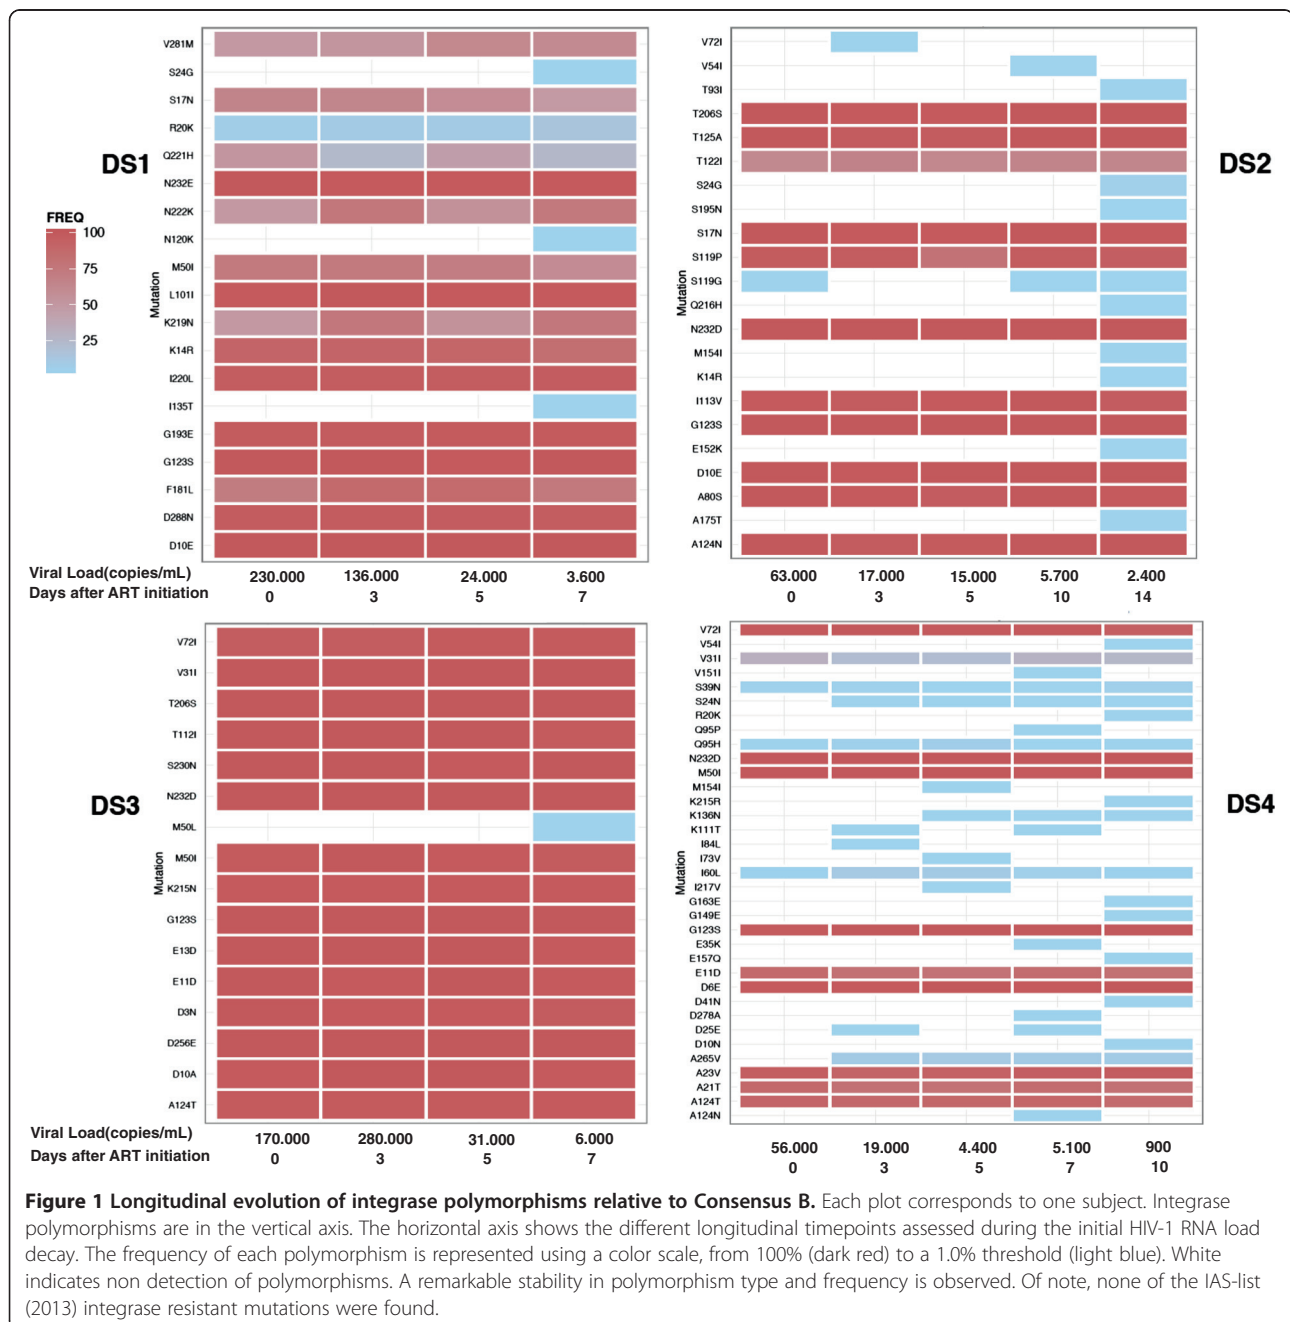 V281M
S24G
S17N
R20K
Q221H
N232E
N222K
N120K
M50I
L101I
K219N
K14R
I220L
I135T
G193E
G123S
F181L
D288N
D10E
Mutation
DS1
FREQ
100
75
50
25
Viral Load(copies/mL) 230.000 136.000 24.000 3.600
Days after ART initiation 0 3 5 7
V72I
V54I
T93I
T206S
T125A
T122I
S24G
S195N
S17N
S119P
S119G
Q216H
N232D
M154I
K14R
I113V
G123S
E152K
D10E
A80S
A175T
A124N
Mutation
DS2
63.000 17.000 15.000 5.700 2.400
0 3 5 10 14
V72I
V31I
T206S
T112I
S230N
N232D
M50L
M50I
K215N
G123S
E13D
E11D
D3N
D256E
D10A
A124T
Mutation
DS3
Viral Load(copies/mL) 170.000 280.000 31.000 6.000
Days after ART initiation 0 3 5 7
V72I
V54I
V31I
V151I
S39N
S24N
R20K
Q95P
Q95H
N232D
M50I
M154I
K215R
K136N
K111T
I84L
I73V
I60L
I217V
G163E
G149E
G123S
E35K
E157Q
E11D
D6E
D41N
D278A
D25E
D10N
A265V
A23V
A21T
A124T
A124N
Mutation
DS4
56.000 19.000 4.400 5.100 900
0 3 5 7 10
Figure 1 Longitudinal evolution of integrase polymorphisms relative to Consensus B. Each plot corresponds to one subject. Integrase
polymorphisms are in the vertical axis. The horizontal axis shows the different longitudinal timepoints assessed during the initial HIV-1 RNA load
decay. The frequency of each polymorphism is represented using a color scale, from 100% (dark red) to a 1.0% threshold (light blue). White
indicates non detection of polymorphisms. A remarkable stability in polymorphism type and frequency is observed. Of note, none of the IAS-list
(2013) integrase resistant mutations were found.